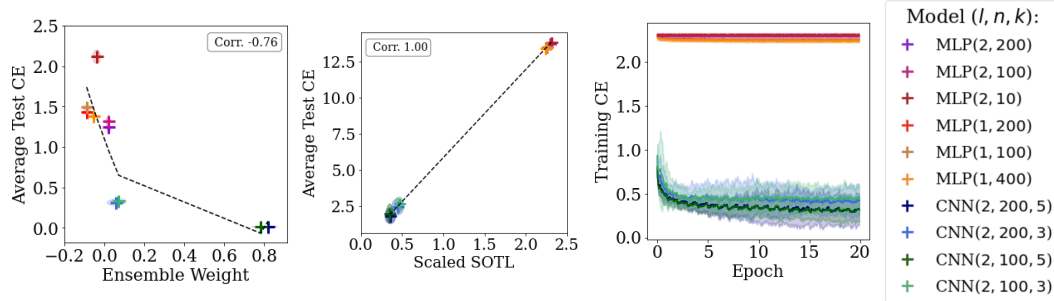 2.5
2.0
1.5
1.0
0.5
0.0
Average Test CE
Corr. -0.76
−0.2 0.0 0.2 0.4 0.6 0.8 1.0
Ensemble Weight
12.5
10.0
7.5
5.0
2.5
Average Test CE
Corr. 1.00
0.0 0.5 1.0 1.5 2.0 2.5
Scaled SOTL
2.0
1.5
1.0
0.5
0.0
Training CE
0 5 10 15 20
Epoch
Model (l, n, k):
MLP(2, 200)
MLP(2, 100)
MLP(2, 10)
MLP(1, 200)
MLP(1, 100)
MLP(1, 400)
CNN(2, 200, 5)
CNN(2, 200, 3)
CNN(2, 100, 5)
CNN(2, 100, 3)